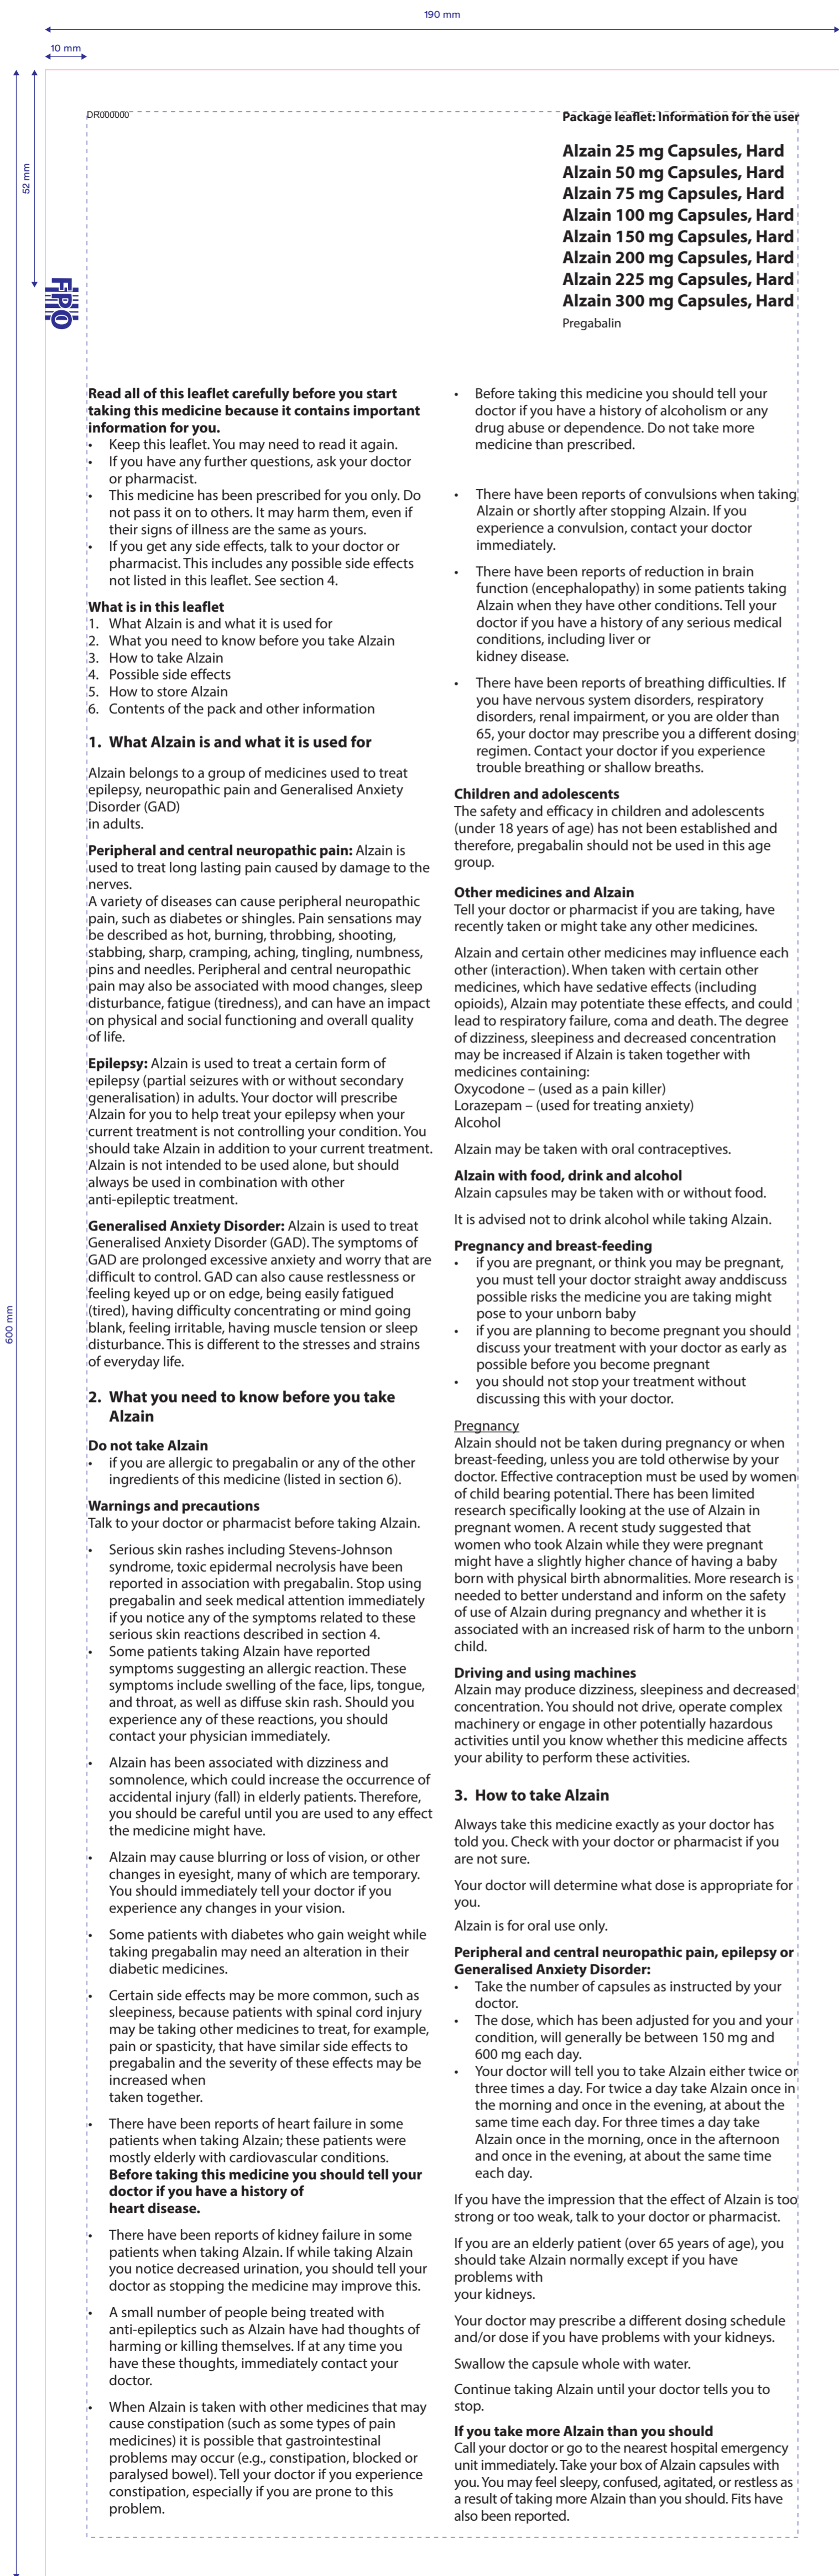 190 mm
10 mm
52 mm
600 mm
FPO
DR000000
Package leaflet: Information for the user
Alzain 25 mg Capsules, Hard
Alzain 50 mg Capsules, Hard
Alzain 75 mg Capsules, Hard
Alzain 100 mg Capsules, Hard
Alzain 150 mg Capsules, Hard
Alzain 200 mg Capsules, Hard
Alzain 225 mg Capsules, Hard
Alzain 300 mg Capsules, Hard
Pregabalin
Read all of this leaflet carefully before you start
taking this medicine because it contains important
information for you.
• Keep this leaflet. You may need to read it again.
• If you have any further questions, ask your doctor
or pharmacist.
• This medicine has been prescribed for you only. Do
not pass it on to others. It may harm them, even if
their signs of illness are the same as yours.
• If you get any side effects, talk to your doctor or
pharmacist. This includes any possible side effects
not listed in this leaflet. See section 4.
What is in this leaflet
1. What Alzain is and what it is used for
2. What you need to know before you take Alzain
3. How to take Alzain
4. Possible side effects
5. How to store Alzain
6. Contents of the pack and other information
1. What Alzain is and what it is used for
Alzain belongs to a group of medicines used to treat
epilepsy, neuropathic pain and Generalised Anxiety
Disorder (GAD)
in adults.
Peripheral and central neuropathic pain: Alzain is
used to treat long lasting pain caused by damage to the
nerves.
A variety of diseases can cause peripheral neuropathic
pain, such as diabetes or shingles. Pain sensations may
be described as hot, burning, throbbing, shooting,
stabbing, sharp, cramping, aching, tingling, numbness,
pins and needles. Peripheral and central neuropathic
pain may also be associated with mood changes, sleep
disturbance, fatigue (tiredness), and can have an impact
on physical and social functioning and overall quality
of life.
Epilepsy: Alzain is used to treat a certain form of
epilepsy (partial seizures with or without secondary
generalisation) in adults. Your doctor will prescribe
Alzain for you to help treat your epilepsy when your
current treatment is not controlling your condition. You
should take Alzain in addition to your current treatment.
Alzain is not intended to be used alone, but should
always be used in combination with other
anti-epileptic treatment.
Generalised Anxiety Disorder: Alzain is used to treat
Generalised Anxiety Disorder (GAD). The symptoms of
GAD are prolonged excessive anxiety and worry that are
difficult to control. GAD can also cause restlessness or
feeling keyed up or on edge, being easily fatigued
(tired), having difficulty concentrating or mind going
blank, feeling irritable, having muscle tension or sleep
disturbance. This is different to the stresses and strains
of everyday life.
2. What you need to know before you take
Alzain
Do not take Alzain
• if you are allergic to pregabalin or any of the other
ingredients of this medicine (listed in section 6).
Warnings and precautions
Talk to your doctor or pharmacist before taking Alzain.
• Serious skin rashes including Stevens-Johnson
syndrome, toxic epidermal necrolysis have been
reported in association with pregabalin. Stop using
pregabalin and seek medical attention immediately
if you notice any of the symptoms related to these
serious skin reactions described in section 4.
• Some patients taking Alzain have reported
symptoms suggesting an allergic reaction. These
symptoms include swelling of the face, lips, tongue,
and throat, as well as diffuse skin rash. Should you
experience any of these reactions, you should
contact your physician immediately.
• Alzain has been associated with dizziness and
somnolence, which could increase the occurrence of
accidental injury (fall) in elderly patients. Therefore,
you should be careful until you are used to any effect
the medicine might have.
• Alzain may cause blurring or loss of vision, or other
changes in eyesight, many of which are temporary.
You should immediately tell your doctor if you
experience any changes in your vision.
• Some patients with diabetes who gain weight while
taking pregabalin may need an alteration in their
diabetic medicines.
• Certain side effects may be more common, such as
sleepiness, because patients with spinal cord injury
may be taking other medicines to treat, for example,
pain or spasticity, that have similar side effects to
pregabalin and the severity of these effects may be
increased when
taken together.
• There have been reports of heart failure in some
patients when taking Alzain; these patients were
mostly elderly with cardiovascular conditions.
Before taking this medicine you should tell your
doctor if you have a history of
heart disease.
• There have been reports of kidney failure in some
patients when taking Alzain. If while taking Alzain
you notice decreased urination, you should tell your
doctor as stopping the medicine may improve this.
• A small number of people being treated with
anti-epileptics such as Alzain have had thoughts of
harming or killing themselves. If at any time you
have these thoughts, immediately contact your
doctor.
• When Alzain is taken with other medicines that may
cause constipation (such as some types of pain
medicines) it is possible that gastrointestinal
problems may occur (e.g., constipation, blocked or
paralysed bowel). Tell your doctor if you experience
constipation, especially if you are prone to this
problem.
• Before taking this medicine you should tell your
doctor if you have a history of alcoholism or any
drug abuse or dependence. Do not take more
medicine than prescribed.
• There have been reports of convulsions when taking
Alzain or shortly after stopping Alzain. If you
experience a convulsion, contact your doctor
immediately.
• There have been reports of reduction in brain
function (encephalopathy) in some patients taking
Alzain when they have other conditions. Tell your
doctor if you have a history of any serious medical
conditions, including liver or
kidney disease.
• There have been reports of breathing difficulties. If
you have nervous system disorders, respiratory
disorders, renal impairment, or you are older than
65, your doctor may prescribe you a different dosing
regimen. Contact your doctor if you experience
trouble breathing or shallow breaths.
Children and adolescents
The safety and efficacy in children and adolescents
(under 18 years of age) has not been established and
therefore, pregabalin should not be used in this age
group.
Other medicines and Alzain
Tell your doctor or pharmacist if you are taking, have
recently taken or might take any other medicines.
Alzain and certain other medicines may influence each
other (interaction). When taken with certain other
medicines, which have sedative effects (including
opioids), Alzain may potentiate these effects, and could
lead to respiratory failure, coma and death. The degree
of dizziness, sleepiness and decreased concentration
may be increased if Alzain is taken together with
medicines containing:
Oxycodone – (used as a pain killer)
Lorazepam – (used for treating anxiety)
Alcohol
Alzain may be taken with oral contraceptives.
Alzain with food, drink and alcohol
Alzain capsules may be taken with or without food.
It is advised not to drink alcohol while taking Alzain.
Pregnancy and breast-feeding
• if you are pregnant, or think you may be pregnant,
you must tell your doctor straight away anddiscuss
possible risks the medicine you are taking might
pose to your unborn baby
• if you are planning to become pregnant you should
discuss your treatment with your doctor as early as
possible before you become pregnant
• you should not stop your treatment without
discussing this with your doctor.
Pregnancy
Alzain should not be taken during pregnancy or when
breast-feeding, unless you are told otherwise by your
doctor. Effective contraception must be used by women
of child bearing potential. There has been limited
research specifically looking at the use of Alzain in
pregnant women. A recent study suggested that
women who took Alzain while they were pregnant
might have a slightly higher chance of having a baby
born with physical birth abnormalities. More research is
needed to better understand and inform on the safety
of use of Alzain during pregnancy and whether it is
associated with an increased risk of harm to the unborn
child.
Driving and using machines
Alzain may produce dizziness, sleepiness and decreased
concentration. You should not drive, operate complex
machinery or engage in other potentially hazardous
activities until you know whether this medicine affects
your ability to perform these activities.
3. How to take Alzain
Always take this medicine exactly as your doctor has
told you. Check with your doctor or pharmacist if you
are not sure.
Your doctor will determine what dose is appropriate for
you.
Alzain is for oral use only.
Peripheral and central neuropathic pain, epilepsy or
Generalised Anxiety Disorder:
• Take the number of capsules as instructed by your
doctor.
• The dose, which has been adjusted for you and your
condition, will generally be between 150 mg and
600 mg each day.
• Your doctor will tell you to take Alzain either twice or
three times a day. For twice a day take Alzain once in
the morning and once in the evening, at about the
same time each day. For three times a day take
Alzain once in the morning, once in the afternoon
and once in the evening, at about the same time
each day.
If you have the impression that the effect of Alzain is too
strong or too weak, talk to your doctor or pharmacist.
If you are an elderly patient (over 65 years of age), you
should take Alzain normally except if you have
problems with
your kidneys.
Your doctor may prescribe a different dosing schedule
and/or dose if you have problems with your kidneys.
Swallow the capsule whole with water.
Continue taking Alzain until your doctor tells you to
stop.
If you take more Alzain than you should
Call your doctor or go to the nearest hospital emergency
unit immediately. Take your box of Alzain capsules with
you. You may feel sleepy, confused, agitated, or restless as
a result of taking more Alzain than you should. Fits have
also been reported.